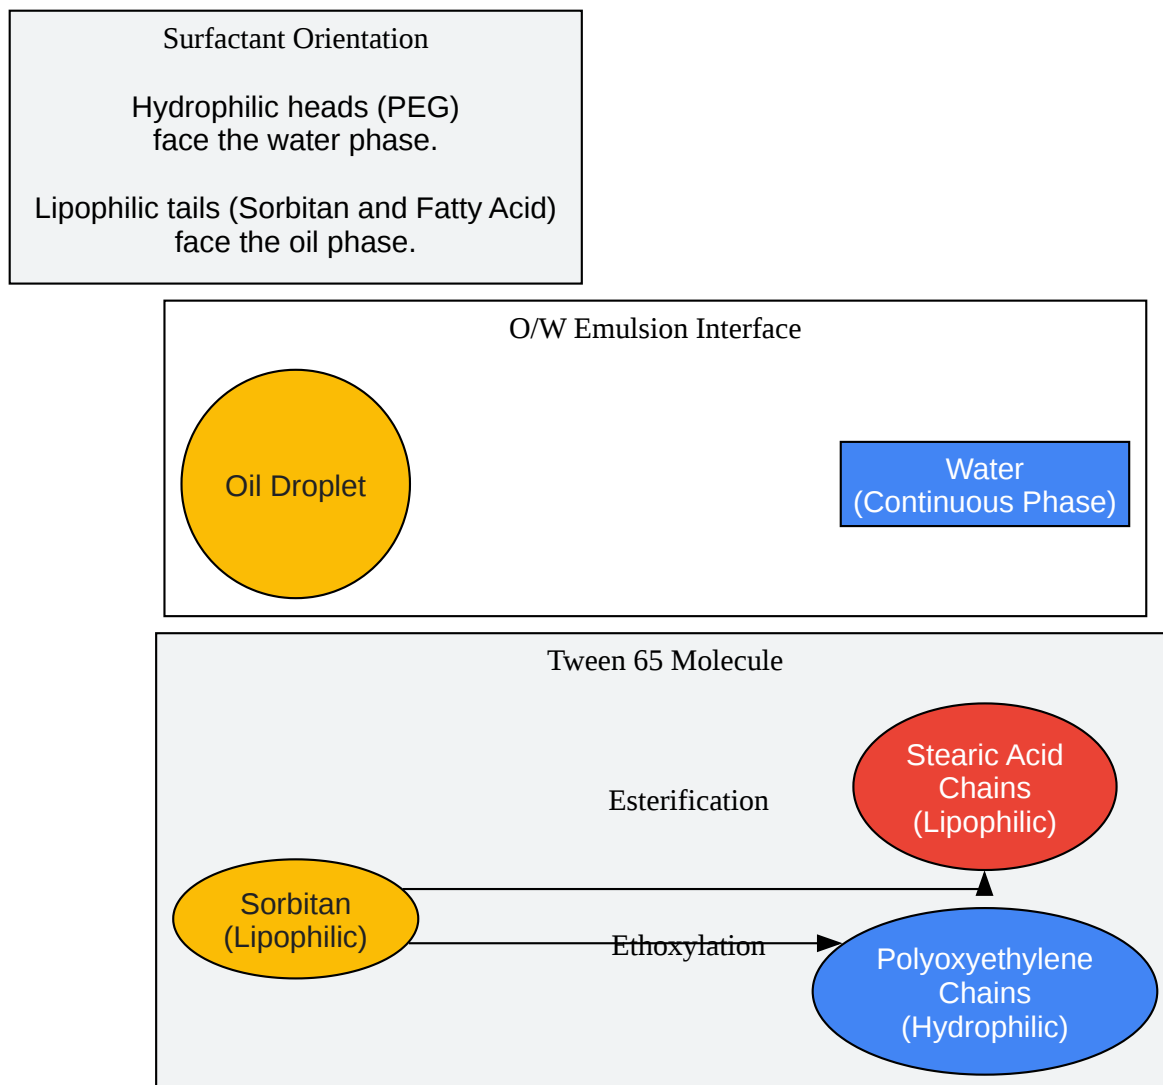 Surfactant Orientation
Hydrophilic heads (PEG)
face the water phase.
Lipophilic tails (Sorbitan and Fatty Acid)
face the oil phase.
O/W Emulsion Interface
Oil Droplet
Water
(Continuous Phase)
Tween 65 Molecule
Stearic Acid
Chains
(Lipophilic)
Esterification
Sorbitan
(Lipophilic)
Ethoxylation
Polyoxyethylene
Chains
(Hydrophilic)